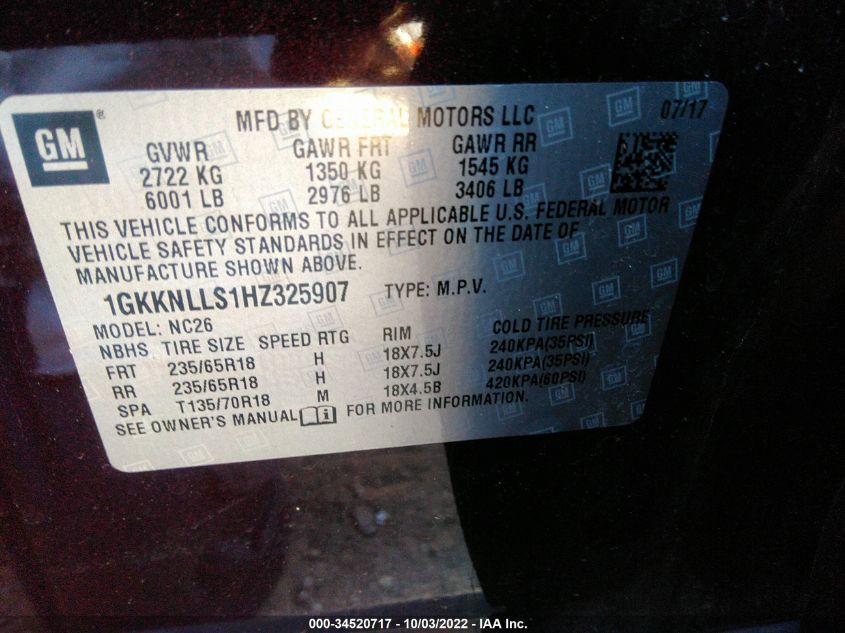 GM ®
MFD BY GENERAL MOTORS LLC 07/17
GVWR GAWR FRT GAWR RR
2722 KG 1350 KG 1545 KG
6001 LB 2976 LB 3406 LB
THIS VEHICLE CONFORMS TO ALL APPLICABLE U.S. FEDERAL MOTOR
VEHICLE SAFETY STANDARDS IN EFFECT ON THE DATE OF
MANUFACTURE SHOWN ABOVE.
1GKKNLLS1HZ325907 TYPE: M.P.V.
MODEL: NC26
NBHS TIRE SIZE SPEED RTG RIM COLD TIRE PRESSURE
FRT 235/65R18 H 18X7.5J 240KPA(35PSI)
RR 235/65R18 H 18X7.5J 240KPA(35PSI)
SPA T135/70R18 M 18X4.5B 420KPA(60PSI)
SEE OWNER'S MANUAL FOR MORE INFORMATION.
000-34520717 - 10/03/2022 - IAA Inc.